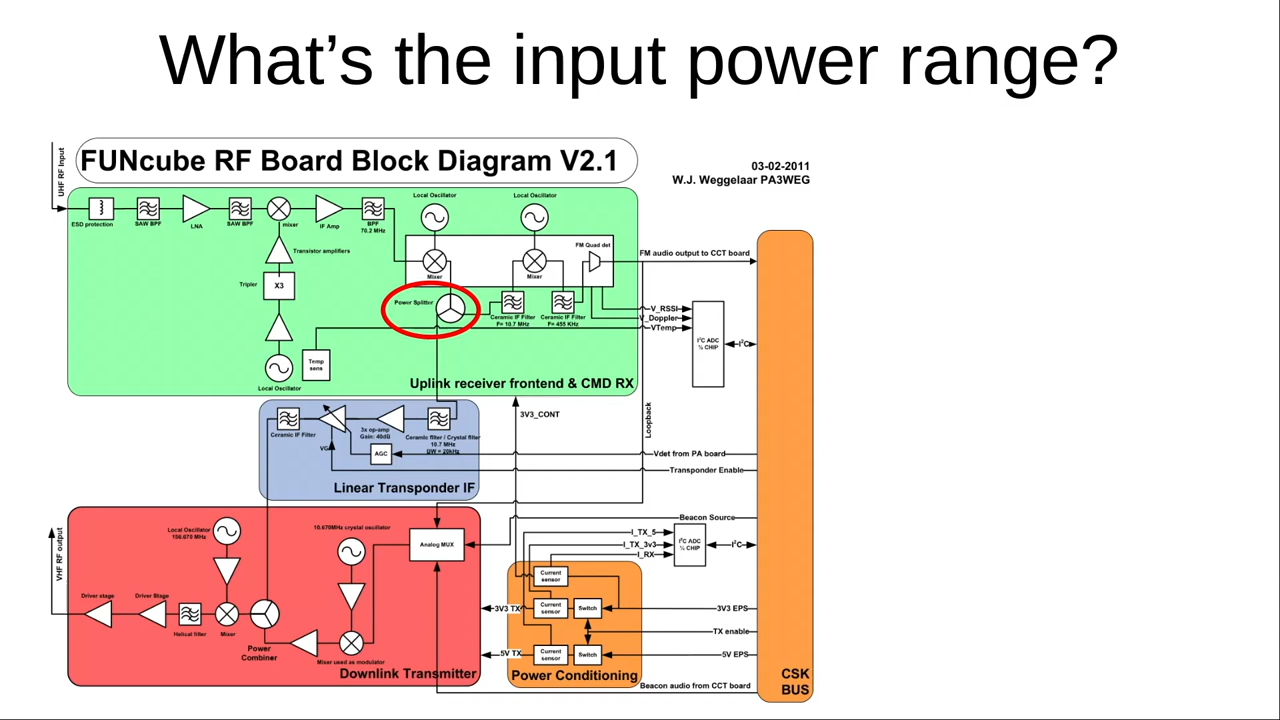 What's the input power range?
FUNcube RF Board Block Diagram V2.1
03-02-2011
W.J. Weggelaar PA3WEG
UHF RF Input
ESD protection
SAW BPF
LNA
SAW BPF
mixer
IF Amp
BPF
70.2 MHz
Local Oscillator
Local Oscillator
Mixer
Mixer
FM Quad det
Transistor amplifiers
Tripler
X3
Local Oscillator
Temp
sens
Power Splitter
Ceramic IF Filter
F= 10.7 MHz
Ceramic IF Filter
F= 455 KHz
Uplink receiver frontend & CMD RX
FM audio output to CCT board
V_RSSI
V_Doppler
VTemp
I²C ADC
½ CHIP
I²C
Ceramic IF Filter
VG
3x op-amp
Gain: 40dB
AGC
Ceramic filter / Crystal filter
10.7 MHz
BW = 20kHz
Linear Transponder IF
3V3_CONT
Loopback
Vdet from PA board
Transponder Enable
Beacon Source
VHF RF output
Local Oscillator
156.670 MHz
10.670MHz crystal oscillator
Analog MUX
Driver stage
Driver Stage
Helical filter
Mixer
Power
Combiner
Mixer used as modulator
Downlink Transmitter
I_TX_5
I_TX_3v3
I_RX
I²C ADC
½ CHIP
I²C
Current
sensor
3V3 TX
Current
sensor
Switch
3V3 EPS
TX enable
5V TX
Current
sensor
Switch
5V EPS
Power Conditioning
Beacon audio from CCT board
CSK
BUS